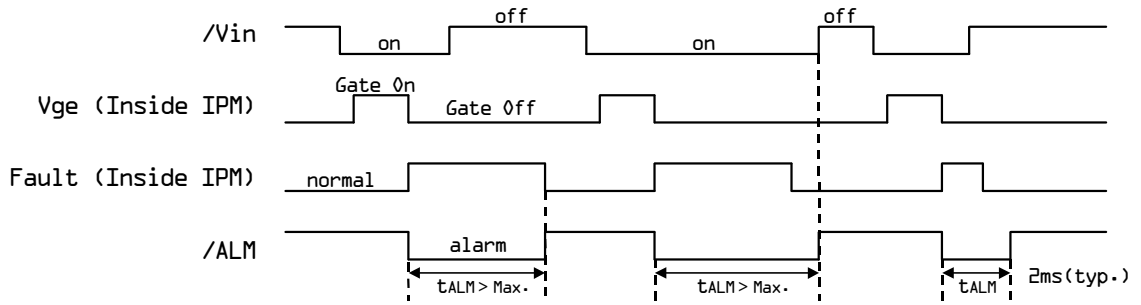 off off
/Vin on on
Gate On
Vge (Inside IPM) Gate Off
Fault (Inside IPM) normal
/ALM alarm
tALM > Max. tALM > Max. tALM 2ms(typ.)